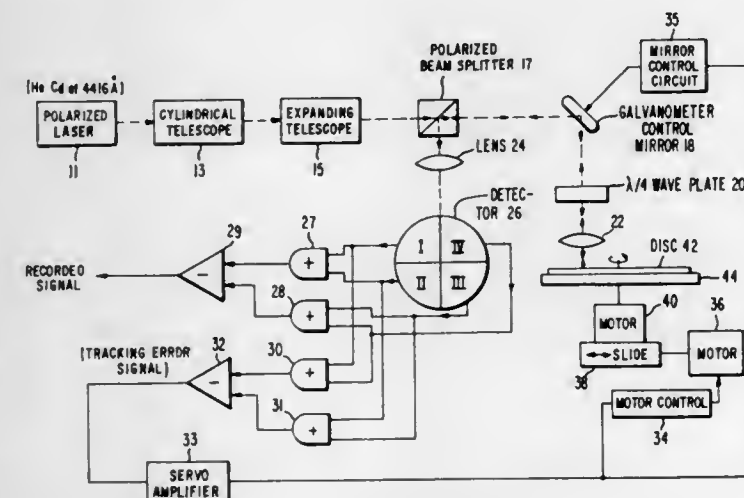 35
POLARIZED
BEAM SPLITTER 17
MIRROR
CONTROL
CIRCUIT
[He Cd of 4416Å]
POLARIZED
LASER
CYLINDRICAL
TELESCOPE
EXPANDING
TELESCOPE
GALVANOMETER
CONTROL
MIRROR 18
11
13
15
LENS 24
λ/4 WAVE PLATE 20
DETEC-
TOR 26
22
29
27
I
IV
DISC 42
II
III
44
RECORDED
SIGNAL
−
+
28
40
36
+
MOTOR
(TRACKING ERROR
SIGNAL)
32
30
SLIDE
MOTOR
−
+
38
31
MOTOR CONTROL
+
34
33
SERVO
AMPLIFIER